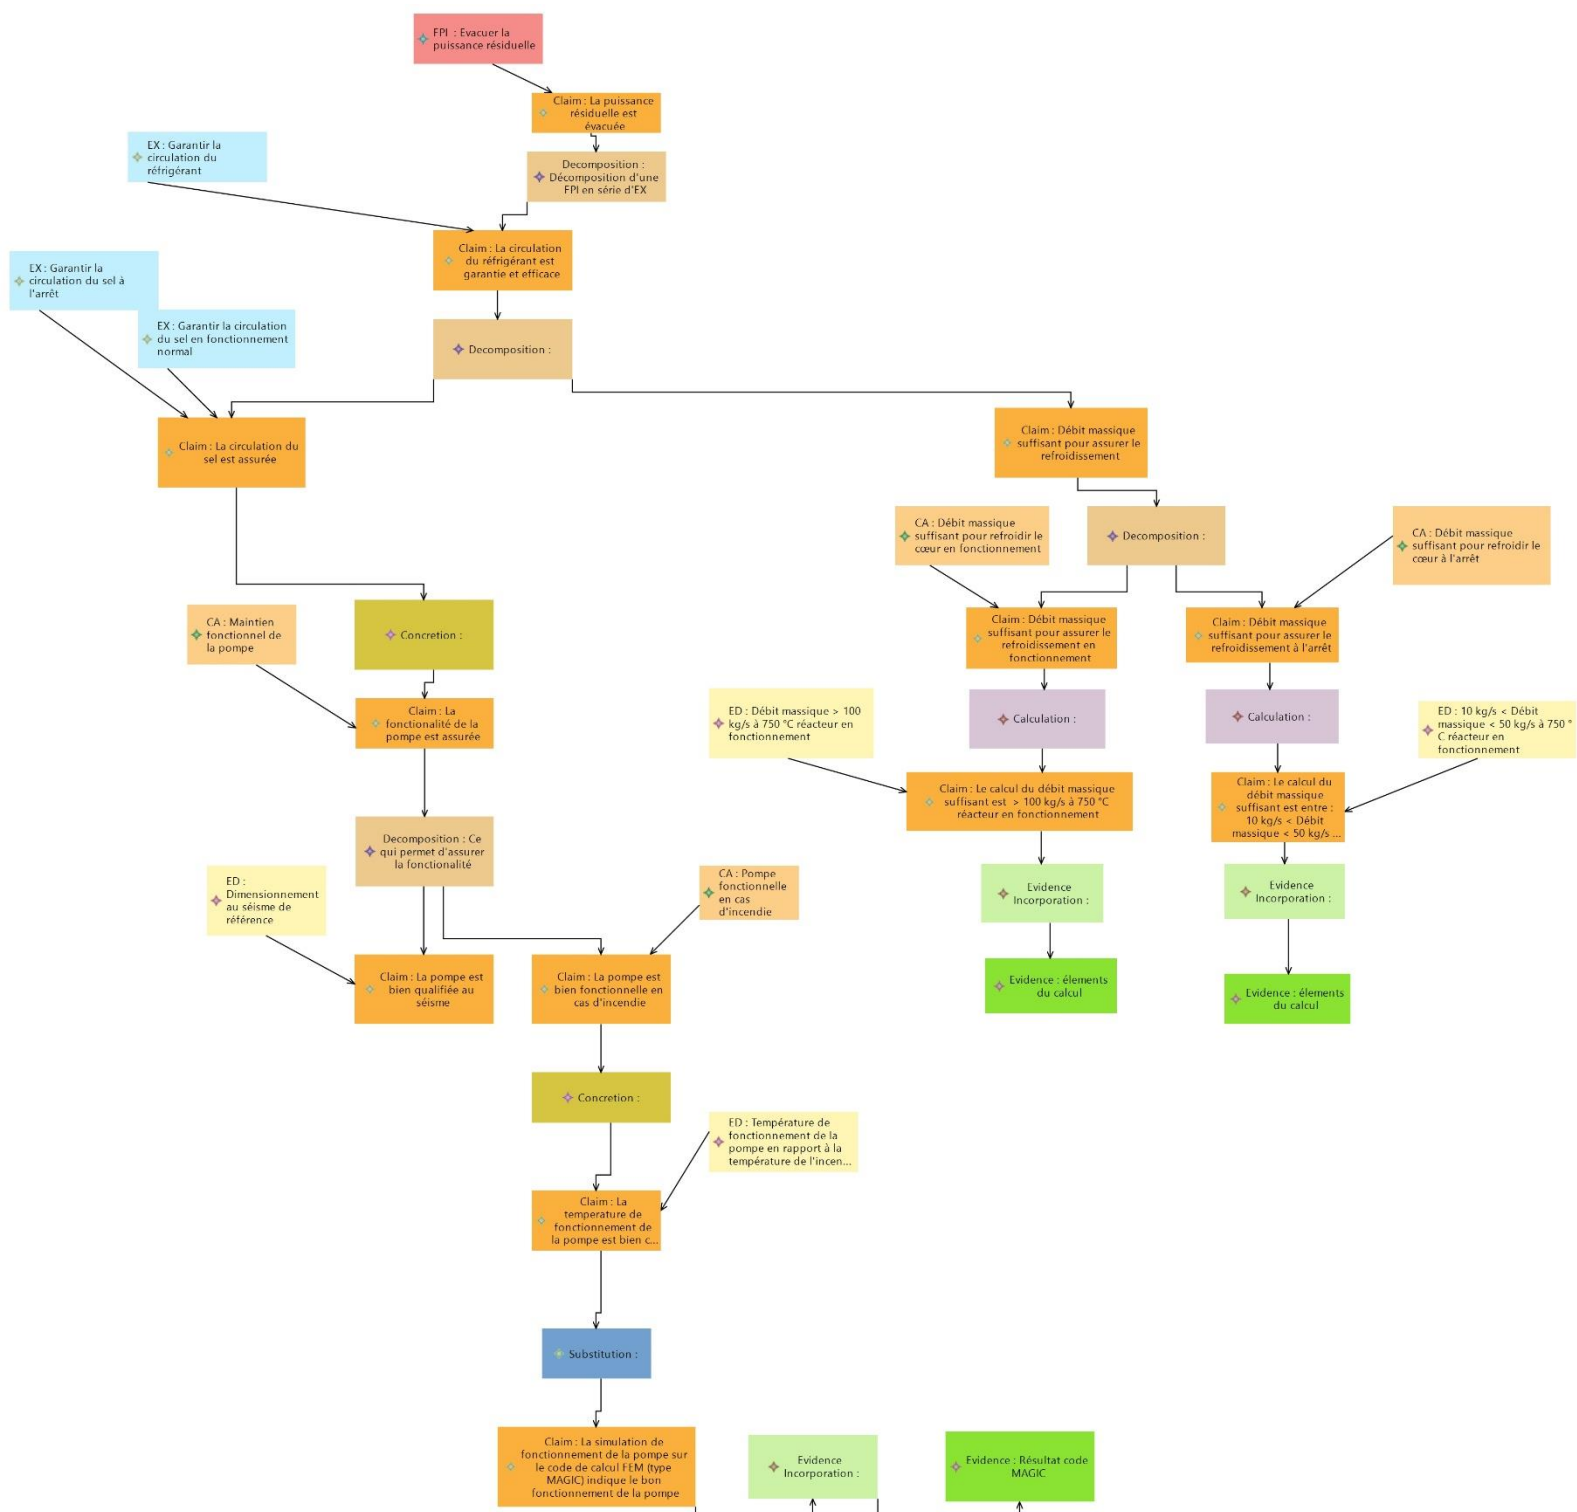 FPI : Evacuer la
puissance résiduelle
Claim : La puissance
résiduelle est
évacuée
EX : Garantir la
circulation du
réfrigérant
Decomposition :
Décomposition d'une
FPI en série d'EX
Claim : La circulation
du réfrigérant est
garantie et efficace
EX : Garantir la
circulation du sel à
l'arrêt
EX : Garantir la circulation
du sel en fonctionnement
normal
Decomposition :
Claim : La circulation du
sel est assurée
Claim : Débit massique
suffisant pour assurer le
refroidissement
CA : Débit massique
suffisant pour refroidir le
cœur en fonctionnement
Decomposition :
CA : Débit massique
suffisant pour refroidir le
cœur à l'arrêt
CA : Maintien
fonctionnel de
la pompe
Concretion :
Claim : Débit massique
suffisant pour assurer le
refroidissement en
fonctionnement
Claim : Débit massique
suffisant pour assurer le
refroidissement à l'arrêt
Claim : La
fonctionalité de la
pompe est assurée
ED : Débit massique > 100
kg/s à 750 °C réacteur en
fonctionnement
Calculation :
Calculation :
ED : 10 kg/s < Débit
massique < 50 kg/s à 750 °
C réacteur en
fonctionnement
Claim : Le calcul du débit massique
suffisant est > 100 kg/s à 750 °C
réacteur en fonctionnement
Claim : Le calcul du
débit massique
suffisant est entre :
10 kg/s < Débit
massique < 50 kg/s ...
Decomposition : Ce
qui permet d'assurer
la fonctionalité
ED :
Dimensionnement
au séisme de
référence
CA : Pompe
fonctionnelle
en cas
d'incendie
Evidence
Incorporation :
Evidence
Incorporation :
Claim : La pompe est
bien qualifiée au
séisme
Claim : La pompe est
bien fonctionnelle en
cas d'incendie
Evidence : élements
du calcul
Evidence : élements
du calcul
Concretion :
ED : Température de
fonctionnement de la
pompe en rapport à la
température de l'incen...
Claim : La
temperature de
fonctionnement de
la pompe est bien c...
Substitution :
Claim : La simulation de
fonctionnement de la pompe sur
le code de calcul FEM (type
MAGIC) indique le bon
fonctionnement de la pompe
Evidence
Incorporation :
Evidence : Résultat code
MAGIC